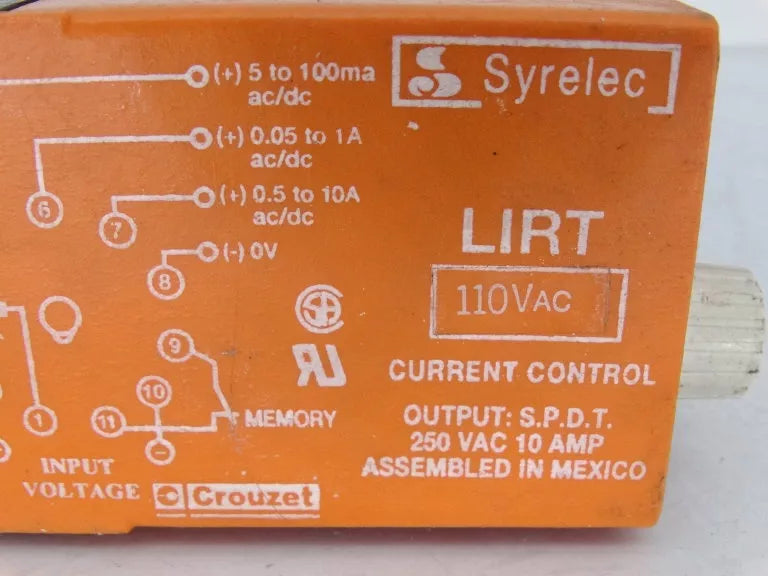 (+) 5 to 100ma
ac/dc
Syrelec
(+) 0.05 to 1A
ac/dc
6
(+) 0.5 to 10A
ac/dc
7
(-) 0V
8
LIRT
110VAC
CURRENT CONTROL
OUTPUT: S.P.D.T.
250 VAC 10 AMP
ASSEMBLED IN MEXICO
9
10
11
MEMORY
1
INPUT
VOLTAGE
Crouzet